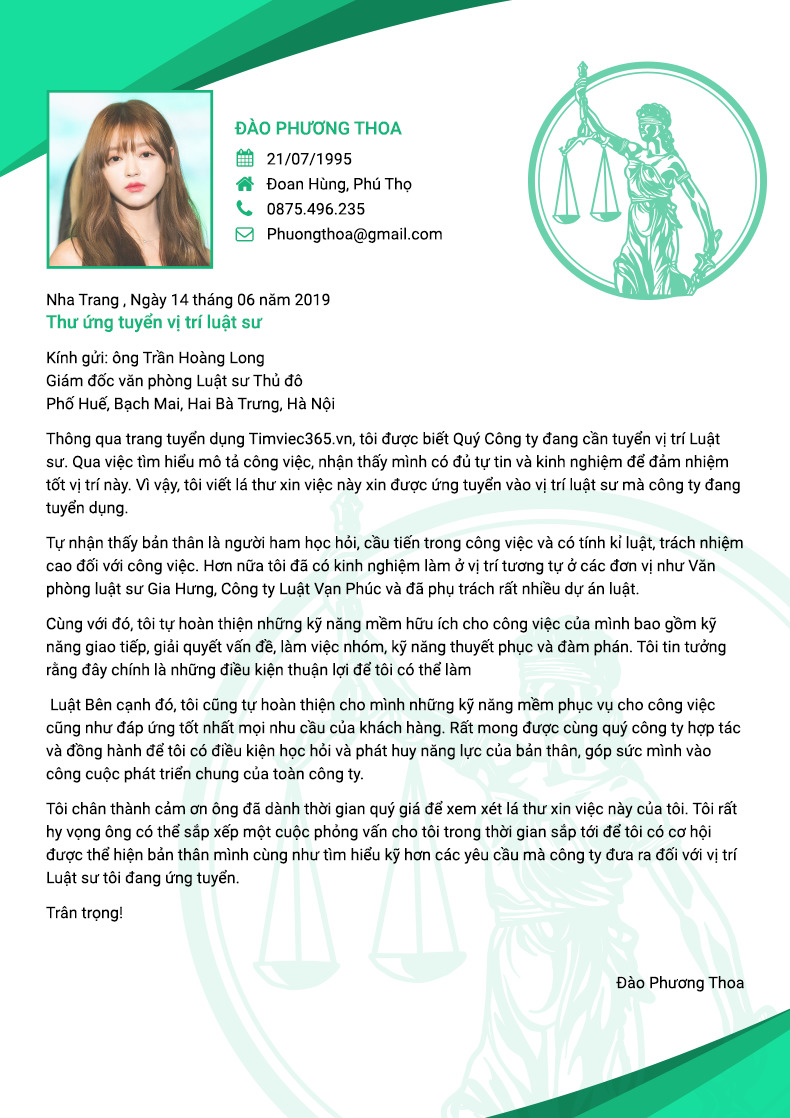 ĐÀO PHƯƠNG THOA
21/07/1995
Đoan Hùng, Phú Thọ
0875.496.235
Phuongthoa@gmail.com
Nha Trang , Ngày 14 tháng 06 năm 2019
Thư ứng tuyển vị trí luật sư
Kính gửi: ông Trần Hoàng Long
Giám đốc văn phòng Luật sư Thủ đô
Phố Huế, Bạch Mai, Hai Bà Trưng, Hà Nội
Thông qua trang tuyển dụng Timviec365.vn, tôi được biết Quý Công ty đang cần tuyển vị trí Luật
sư. Qua việc tìm hiểu mô tả công việc, nhận thấy mình có đủ tự tin và kinh nghiệm để đảm nhiệm
tốt vị trí này. Vì vậy, tôi viết lá thư xin việc này xin được ứng tuyển vào vị trí luật sư mà công ty đang
tuyển dụng.
Tự nhận thấy bản thân là người ham học hỏi, cầu tiến trong công việc và có tính kỉ luật, trách nhiệm
cao đối với công việc. Hơn nữa tôi đã có kinh nghiệm làm ở vị trí tương tự ở các đơn vị như Văn
phòng luật sư Gia Hưng, Công ty Luật Vạn Phúc và đã phụ trách rất nhiều dự án luật.
Cùng với đó, tôi tự hoàn thiện những kỹ năng mềm hữu ích cho công việc của mình bao gồm kỹ
năng giao tiếp, giải quyết vấn đề, làm việc nhóm, kỹ năng thuyết phục và đàm phán. Tôi tin tưởng
rằng đây chính là những điều kiện thuận lợi để tôi có thể làm
Luật Bên cạnh đó, tôi cũng tự hoàn thiện cho mình những kỹ năng mềm phục vụ cho công việc
cũng như đáp ứng tốt nhất mọi nhu cầu của khách hàng. Rất mong được cùng quý công ty hợp tác
và đồng hành để tôi có điều kiện học hỏi và phát huy năng lực của bản thân, góp sức mình vào
công cuộc phát triển chung của toàn công ty.
Tôi chân thành cảm ơn ông đã dành thời gian quý giá để xem xét lá thư xin việc này của tôi. Tôi rất
hy vọng ông có thể sắp xếp một cuộc phỏng vấn cho tôi trong thời gian sắp tới để tôi có cơ hội
được thể hiện bản thân mình cùng như tìm hiểu kỹ hơn các yêu cầu mà công ty đưa ra đối với vị trí
Luật sư tôi đang ứng tuyển.
Trân trọng!
Đào Phương Thoa